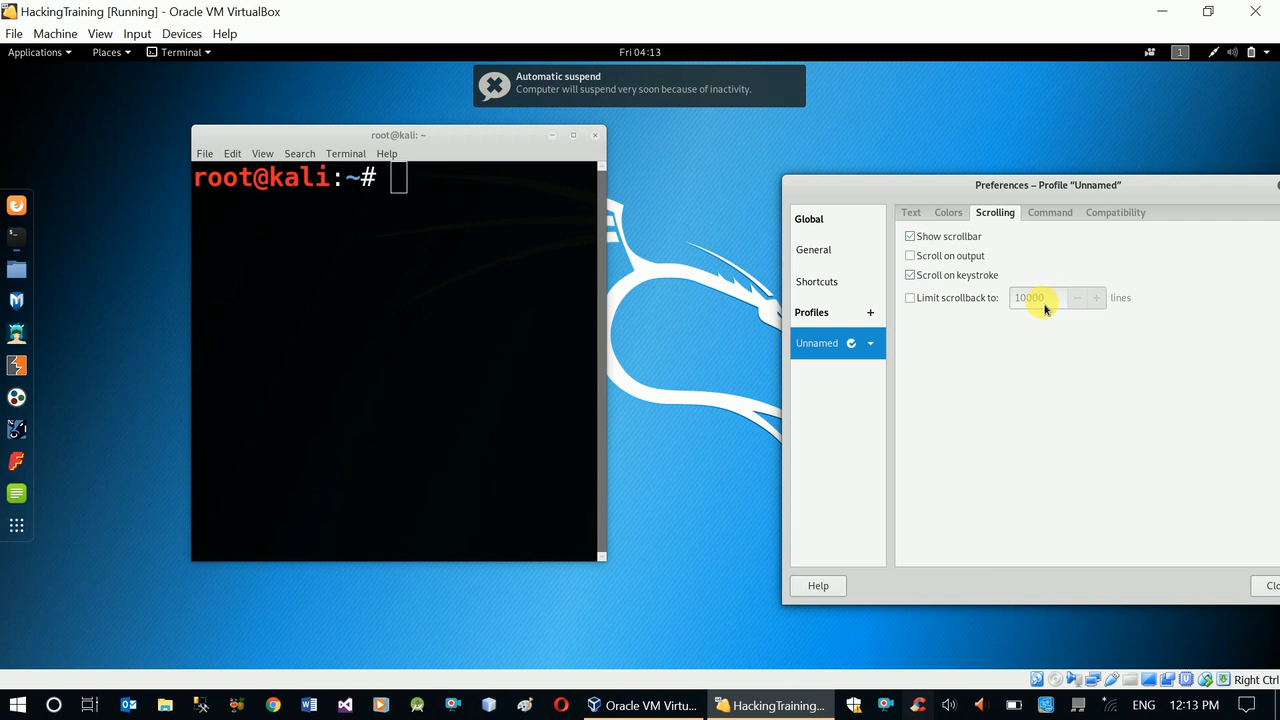 HackingTraining [Running] - Oracle VM VirtualBox
File Machine View Input Devices Help
Applications Places Terminal Fri 04:13 1
Automatic suspend
Computer will suspend very soon because of inactivity.
root@kali: ~
File Edit View Search Terminal Help
root@kali:~#
Preferences – Profile “Unnamed”
Global
General
Shortcuts
Profiles +
Unnamed
Text Colors Scrolling Command Compatibility
Show scrollbar
Scroll on output
Scroll on keystroke
Limit scrollback to: 10000 − + lines
Help
Clo
Right Ctrl
Oracle VM Virtu...
HackingTraining...
ENG 12:13 PM